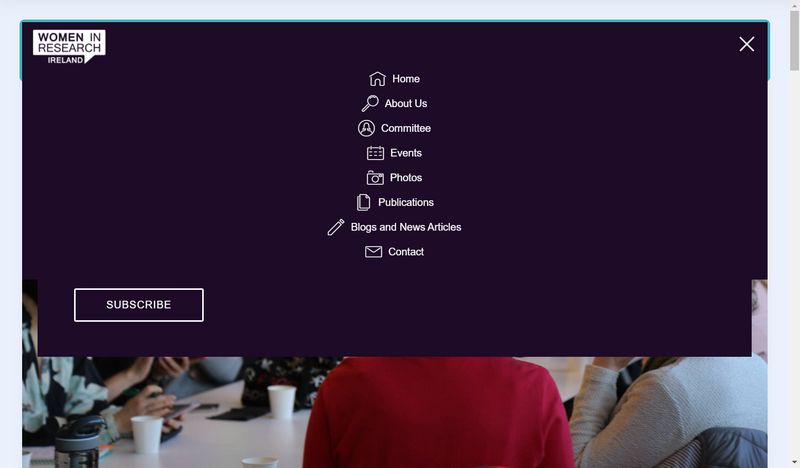 WOMEN IN
RESEARCH
IRELAND
Home
About Us
Committee
Events
Photos
Publications
Blogs and News Articles
Contact
SUBSCRIBE